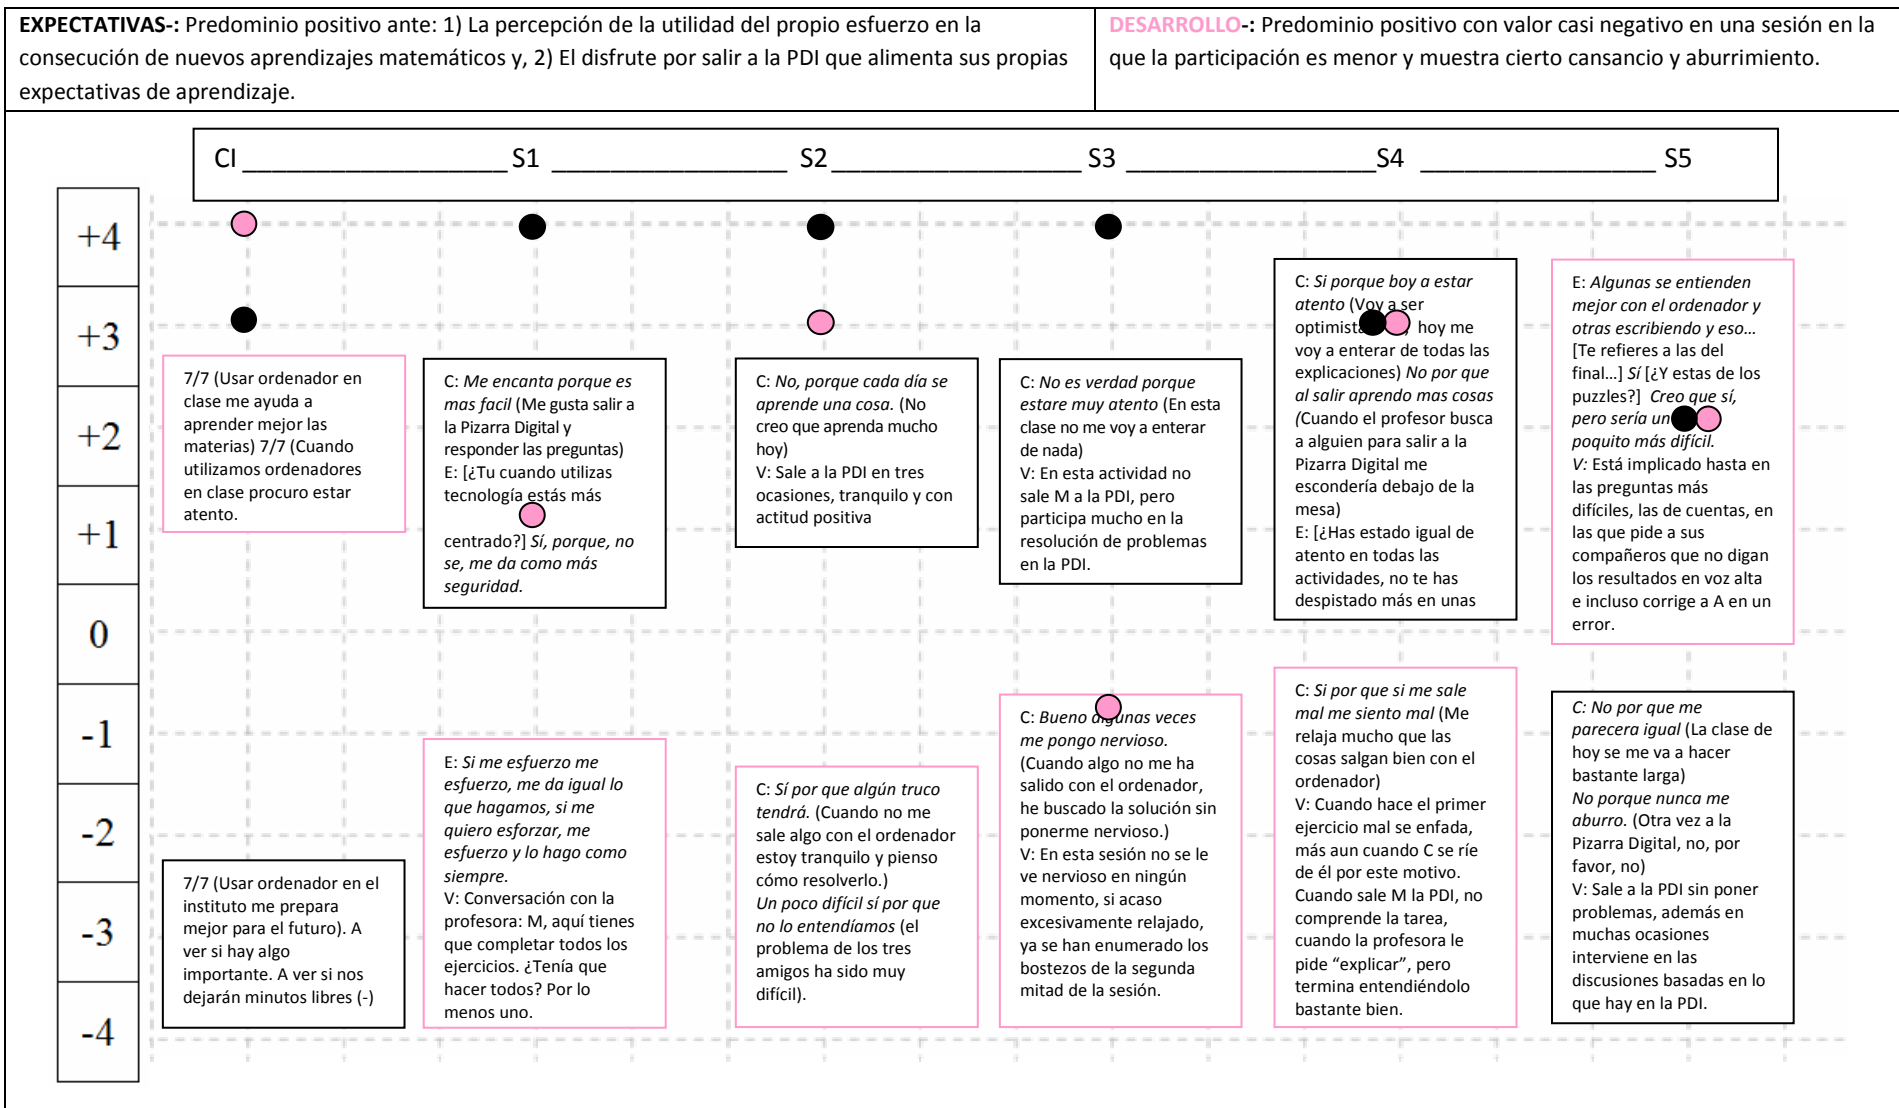 EXPECTATIVAS-: Predominio positivo ante: 1) La percepción de la utilidad del propio esfuerzo en la
consecución de nuevos aprendizajes matemáticos y, 2) El disfrute por salir a la PDI que alimenta sus propias
expectativas de aprendizaje.
DESARROLLO-: Predominio positivo con valor casi negativo en una sesión en la
que la participación es menor y muestra cierto cansancio y aburrimiento.
CI __________________ S1 ________________ S2 _________________ S3 _________________ S4 ________________ S5
+4
+3
+2
+1
0
-1
-2
-3
-4
7/7 (Usar ordenador en
clase me ayuda a
aprender mejor las
materias) 7/7 (Cuando
utilizamos ordenadores
en clase procuro estar
atento.
C: Me encanta porque es
mas facil (Me gusta salir a
la Pizarra Digital y
responder las preguntas)
E: [¿Tu cuando utilizas
tecnología estás más
centrado?] Sí, porque, no
se, me da como más
seguridad.
C: No, porque cada día se
aprende una cosa. (No
creo que aprenda mucho
hoy)
V: Sale a la PDI en tres
ocasiones, tranquilo y con
actitud positiva
C: No es verdad porque
estare muy atento (En esta
clase no me voy a enterar
de nada)
V: En esta actividad no
sale M a la PDI, pero
participa mucho en la
resolución de problemas
en la PDI.
C: Si porque boy a estar
atento (Voy a ser
optimista hoy me
voy a enterar de todas las
explicaciones) No por que
al salir aprendo mas cosas
(Cuando el profesor busca
a alguien para salir a la
Pizarra Digital me
escondería debajo de la
mesa)
E: [¿Has estado igual de
atento en todas las
actividades, no te has
despistado más en unas
E: Algunas se entienden
mejor con el ordenador y
otras escribiendo y eso…
[Te refieres a las del
final…] Sí [¿Y estas de los
puzzles?] Creo que sí,
pero sería un
poquito más difícil.
V: Está implicado hasta en
las preguntas más
difíciles, las de cuentas, en
las que pide a sus
compañeros que no digan
los resultados en voz alta
e incluso corrige a A en un
error.
7/7 (Usar ordenador en el
instituto me prepara
mejor para el futuro). A
ver si hay algo
importante. A ver si nos
dejarán minutos libres (-)
E: Si me esfuerzo me
esfuerzo, me da igual lo
que hagamos, si me
quiero esforzar, me
esfuerzo y lo hago como
siempre.
V: Conversación con la
profesora: M, aquí tienes
que completar todos los
ejercicios. ¿Tenía que
hacer todos? Por lo
menos uno.
C: Sí por que algún truco
tendrá. (Cuando no me
sale algo con el ordenador
estoy tranquilo y pienso
cómo resolverlo.)
Un poco difícil sí por que
no lo entendíamos (el
problema de los tres
amigos ha sido muy
difícil).
C: Bueno algunas veces
me pongo nervioso.
(Cuando algo no me ha
salido con el ordenador,
he buscado la solución sin
ponerme nervioso.)
V: En esta sesión no se le
ve nervioso en ningún
momento, si acaso
excesivamente relajado,
ya se han enumerado los
bostezos de la segunda
mitad de la sesión.
C: Si por que si me sale
mal me siento mal (Me
relaja mucho que las
cosas salgan bien con el
ordenador)
V: Cuando hace el primer
ejercicio mal se enfada,
más aun cuando C se ríe
de él por este motivo.
Cuando sale M la PDI, no
comprende la tarea,
cuando la profesora le
pide “explicar”, pero
termina entendiéndolo
bastante bien.
C: No por que me
parecera igual (La clase de
hoy se me va a hacer
bastante larga)
No porque nunca me
aburro. (Otra vez a la
Pizarra Digital, no, por
favor, no)
V: Sale a la PDI sin poner
problemas, además en
muchas ocasiones
interviene en las
discusiones basadas en lo
que hay en la PDI.